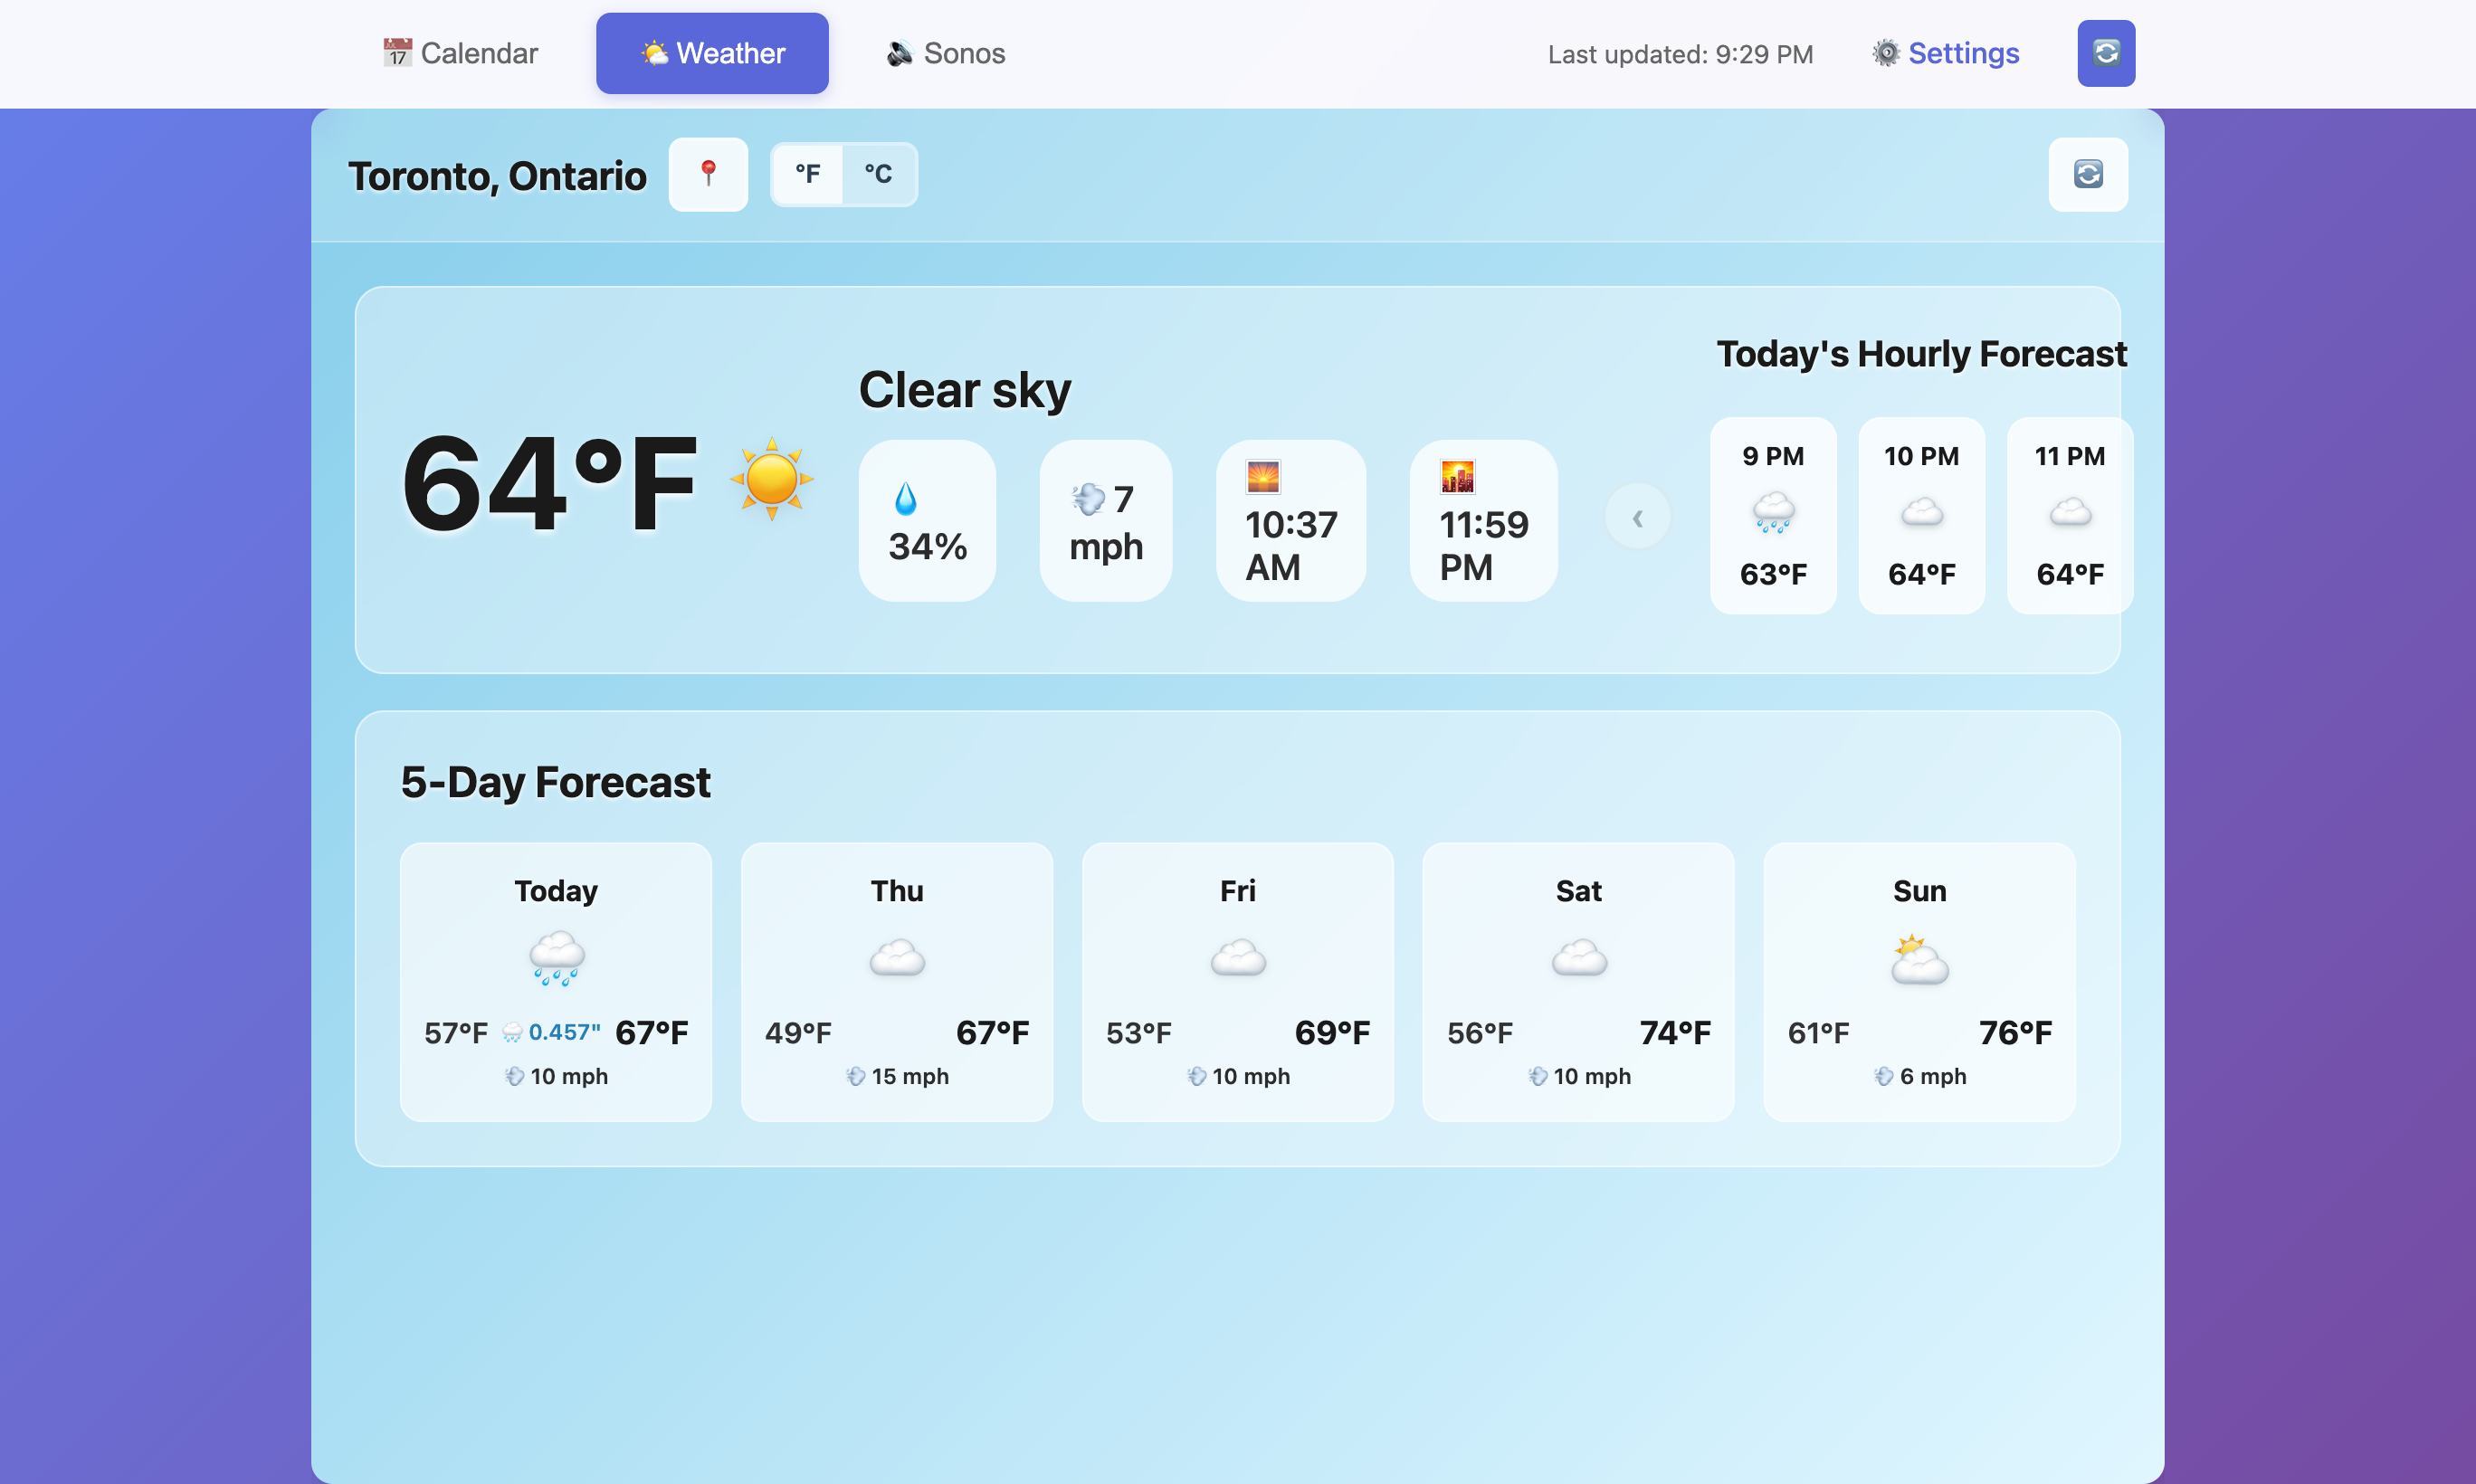 Calendar
Weather
Sonos
Last updated: 9:29 PM
Settings
Toronto, Ontario
°F
°C
64°F
Clear sky
34%
7
mph
10:37
AM
11:59
PM
‹
Today's Hourly Forecast
9 PM
10 PM
11 PM
63°F
64°F
64°F
5-Day Forecast
Today
Thu
Fri
Sat
Sun
57°F 0.457" 67°F
49°F 67°F
53°F 69°F
56°F 74°F
61°F 76°F
10 mph
15 mph
10 mph
10 mph
6 mph